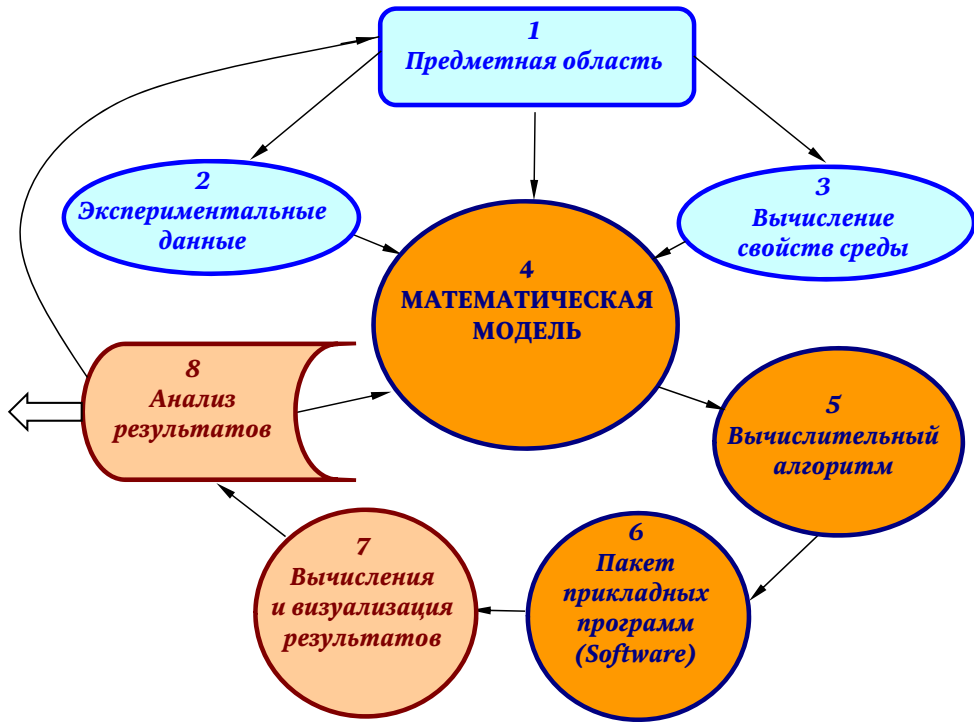 1
Предметная область
2
Экспериментальные
данные
3
Вычисление
свойств среды
4
МАТЕМАТИЧЕСКАЯ
МОДЕЛЬ
5
Вычислительный
алгоритм
6
Пакет
прикладных
программ
(Software)
7
Вычисления
и визуализация
результатов
8
Анализ
результатов